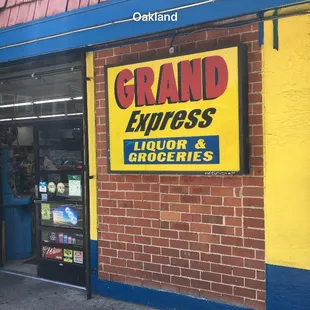 Oakland
GRAND
Express
LIQUOR &
GROCERIES